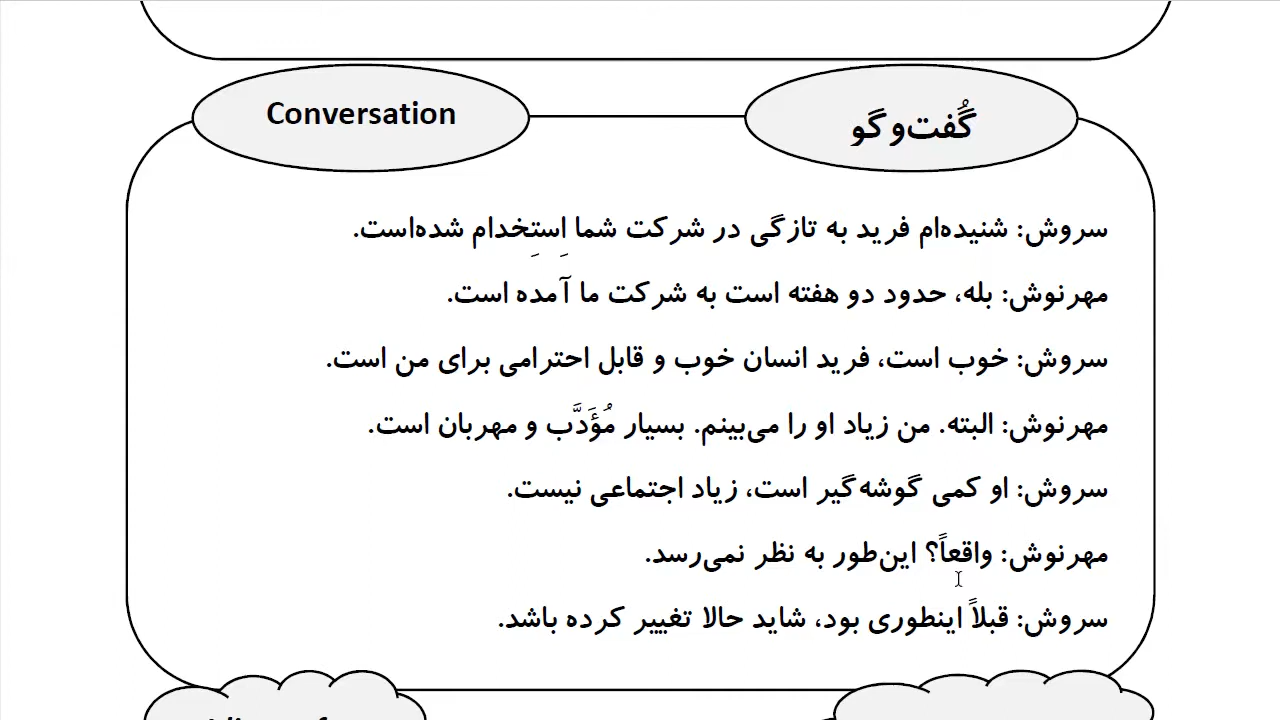 Conversation
گُفت‌وگو
سروش: شنیده‌ام فرید به تازگی در شرکت شما اِستِخدام شده‌است.
مهرنوش: بله، حدود دو هفته است به شرکت ما آمده است.
سروش: خوب است، فرید انسان خوب و قابل احترامی برای من است.
مهرنوش: البته. من زیاد او را می‌بینم. بسیار مُؤَدَّب و مهربان است.
سروش: او کمی گوشه‌گیر است، زیاد اجتماعی نیست.
مهرنوش: واقعاً؟ این‌طور به نظر نمی‌رسد.
سروش: قبلاً اینطوری بود، شاید حالا تغییر کرده باشد.